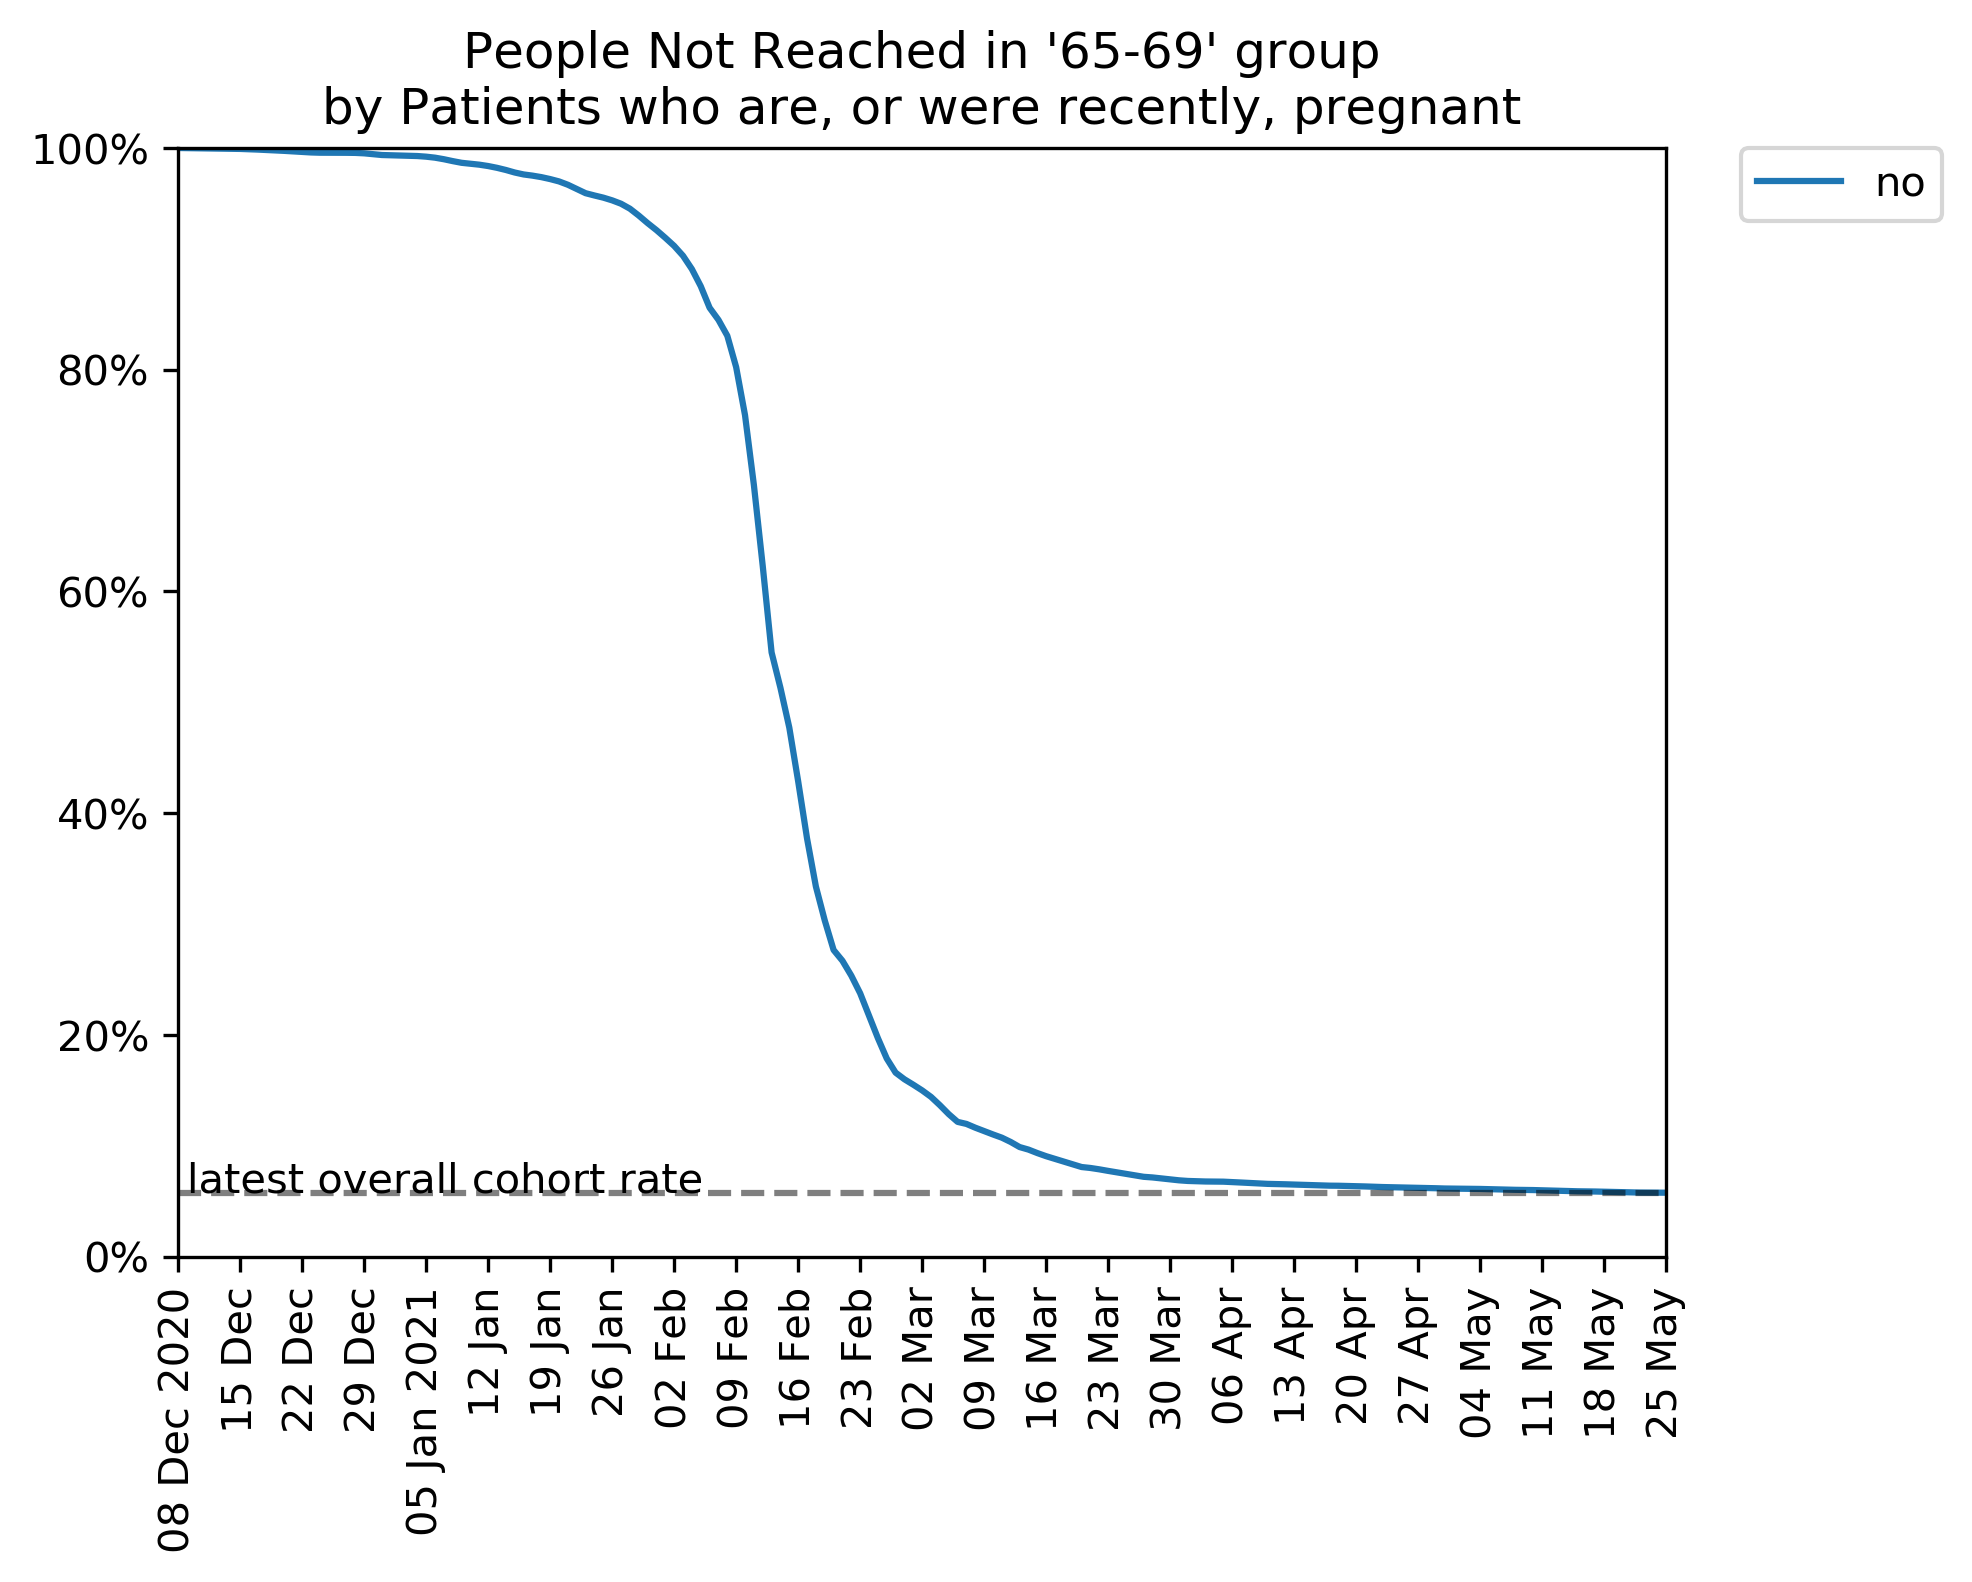 People Not Reached in '65-69' group
by Patients who are, or were recently, pregnant
100%
80%
60%
40%
20%
0%
no
latest overall cohort rate
08 Dec 2020
15 Dec
22 Dec
29 Dec
05 Jan 2021
12 Jan
19 Jan
26 Jan
02 Feb
09 Feb
16 Feb
23 Feb
02 Mar
09 Mar
16 Mar
23 Mar
30 Mar
06 Apr
13 Apr
20 Apr
27 Apr
04 May
11 May
18 May
25 May